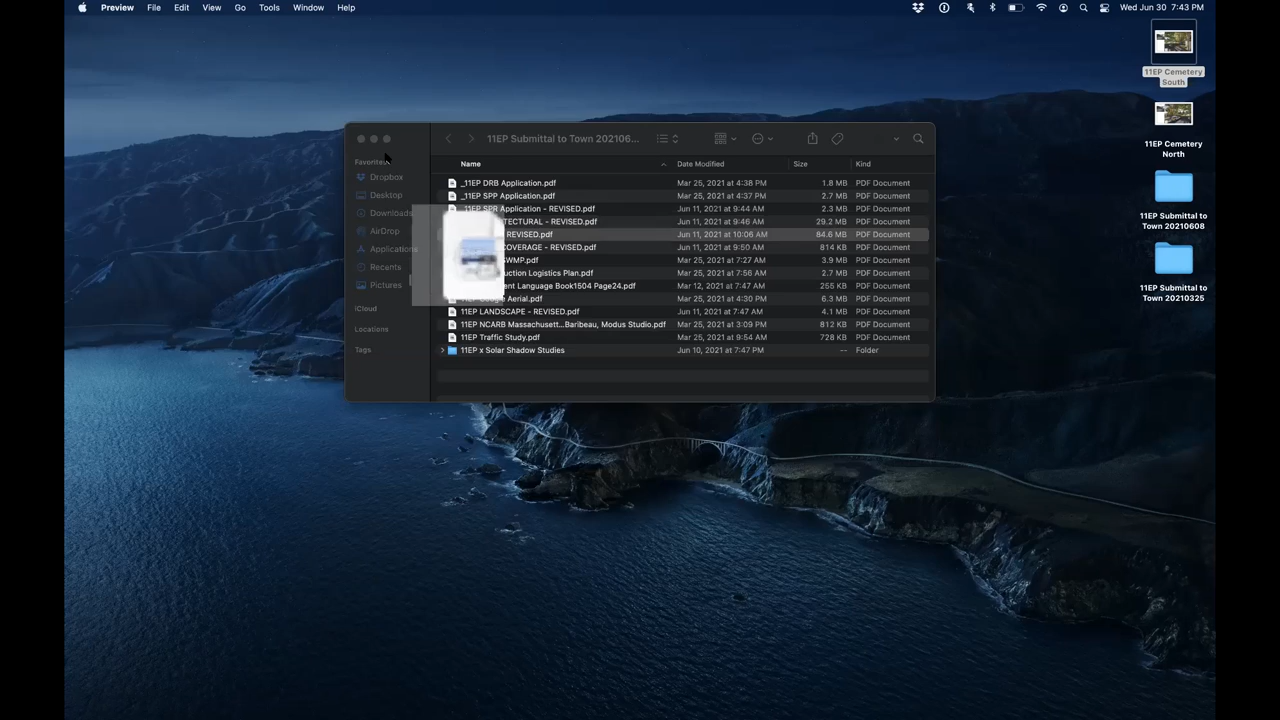 Preview File Edit View Go Tools Window Help Wed Jun 30 7:43 PM
11EP Cemetery
South
11EP Cemetery
North
11EP Submittal to
Town 20210608
11EP Submittal to
Town 20210325
11EP Submittal to Town 202106...
Favorites
Dropbox
Desktop
Downloads
AirDrop
Applications
Recents
Pictures
iCloud
Locations
Tags
Name Date Modified Size Kind
_11EP DRB Application.pdf Mar 25, 2021 at 4:38 PM 1.8 MB PDF Document
_11EP SPP Application.pdf Mar 25, 2021 at 4:37 PM 2.7 MB PDF Document
_11EP SPR Application - REVISED.pdf Jun 11, 2021 at 9:44 AM 2.3 MB PDF Document
TECTURAL - REVISED.pdf Jun 11, 2021 at 9:46 AM 29.2 MB PDF Document
REVISED.pdf Jun 11, 2021 at 10:06 AM 84.6 MB PDF Document
COVERAGE - REVISED.pdf Jun 11, 2021 at 9:50 AM 814 KB PDF Document
SWMP.pdf Mar 25, 2021 at 7:27 AM 3.9 MB PDF Document
uction Logistics Plan.pdf Mar 25, 2021 at 7:56 AM 2.7 MB PDF Document
ent Language Book1504 Page24.pdf Mar 12, 2021 at 7:47 AM 255 KB PDF Document
11EP Google Aerial.pdf Mar 25, 2021 at 4:30 PM 6.3 MB PDF Document
11EP LANDSCAPE - REVISED.pdf Jun 11, 2021 at 7:47 AM 4.1 MB PDF Document
11EP NCARB Massachusett...Baribeau, Modus Studio.pdf Mar 25, 2021 at 3:09 PM 812 KB PDF Document
11EP Traffic Study.pdf Mar 25, 2021 at 9:54 AM 728 KB PDF Document
11EP x Solar Shadow Studies Jun 10, 2021 at 7:47 PM -- Folder